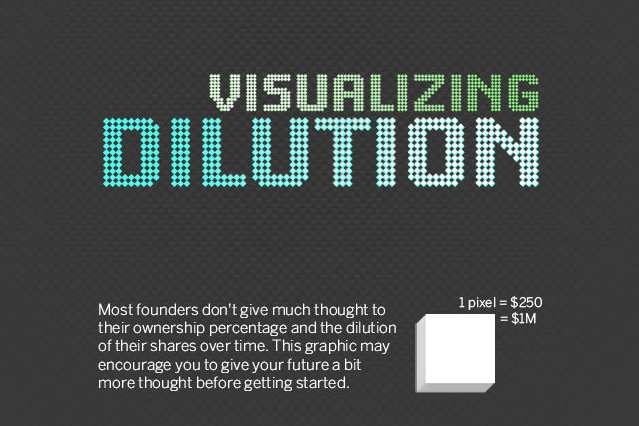 VISUALIZING
DILUTION
Most founders don't give much thought to
their ownership percentage and the dilution
of their shares over time. This graphic may
encourage you to give your future a bit
more thought before getting started.
1 pixel = $250
= $1M